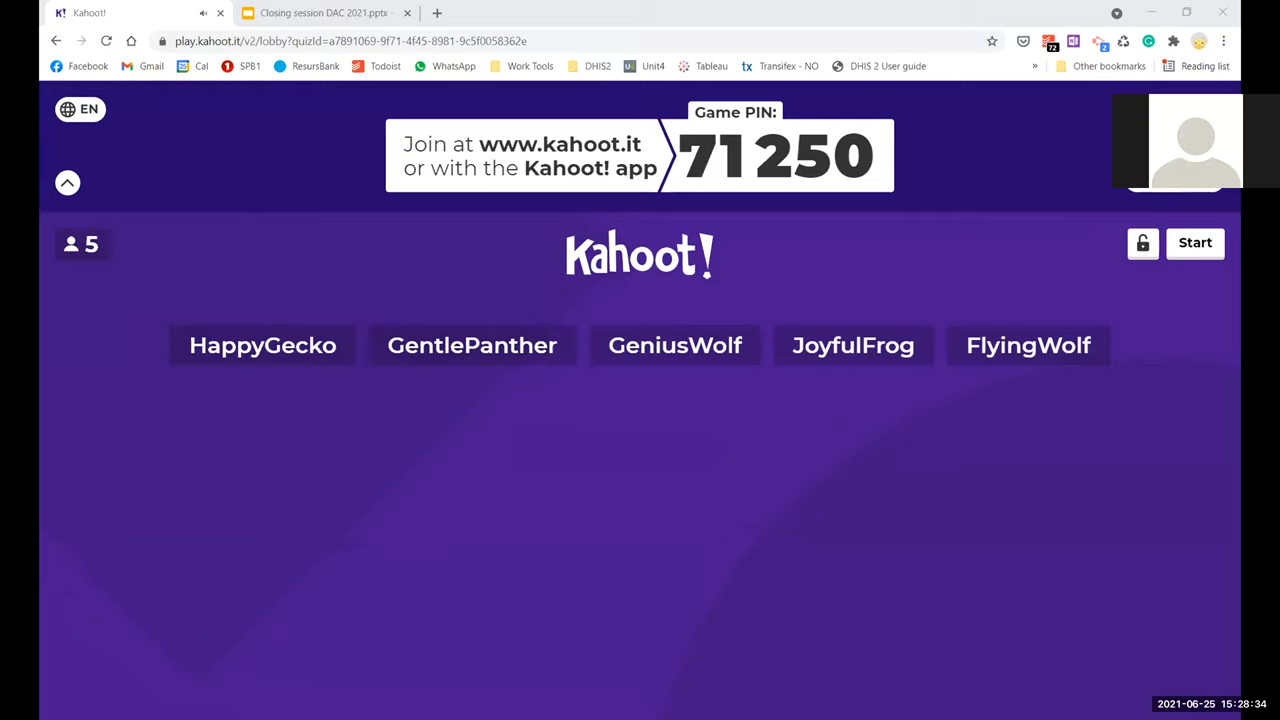 Kahoot!
Closing session DAC 2021.pptx -
play.kahoot.it/v2/lobby?quizId=a7891069-9f71-4f45-8981-9c5f0058362e
72
2
Facebook Gmail Cal SPB1 ResursBank Todoist WhatsApp Work Tools DHIS2 Unit4 Tableau Transifex - NO DHIS 2 User guide » Other bookmarks Reading list
EN
Game PIN:
Join at www.kahoot.it
or with the Kahoot! app
71 250
5
Kahoot!
Start
HappyGecko GentlePanther GeniusWolf JoyfulFrog FlyingWolf
2021-06-25 15:28:34